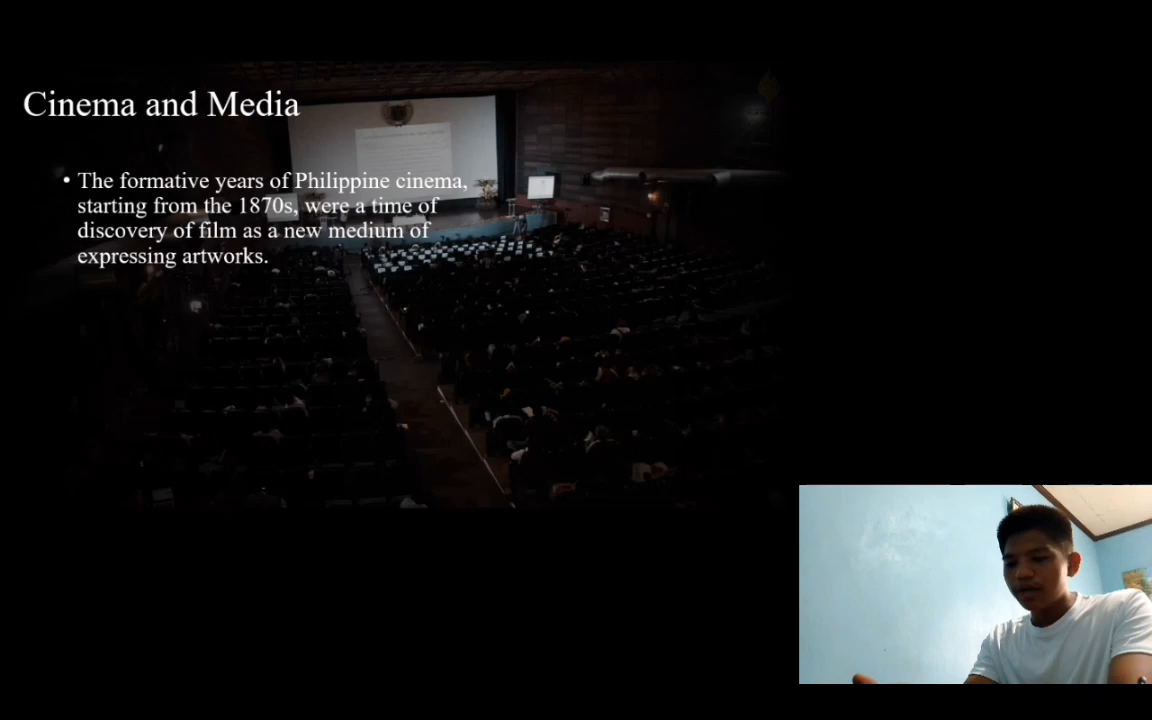 Cinema and Media
• The formative years of Philippine cinema,
starting from the 1870s, were a time of
discovery of film as a new medium of
expressing artworks.